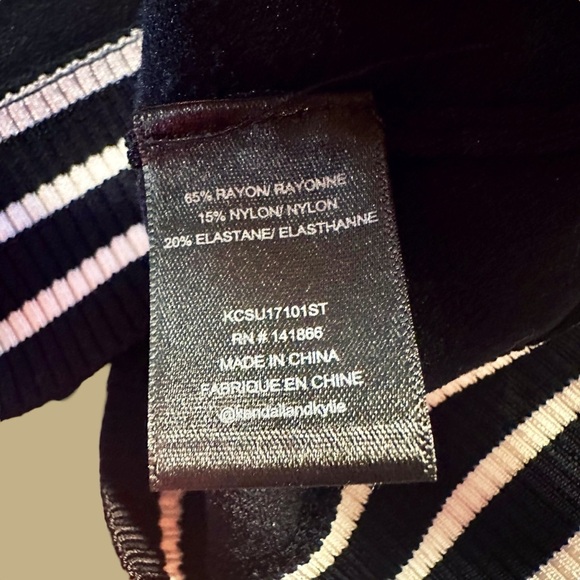 65% RAYON/ RAYONNE
15% NYLON/ NYLON
20% ELASTANE/ ELASTHANNE
KCSU17101ST
RN # 141866
MADE IN CHINA
FABRIQUE EN CHINE
@kendallandkylie